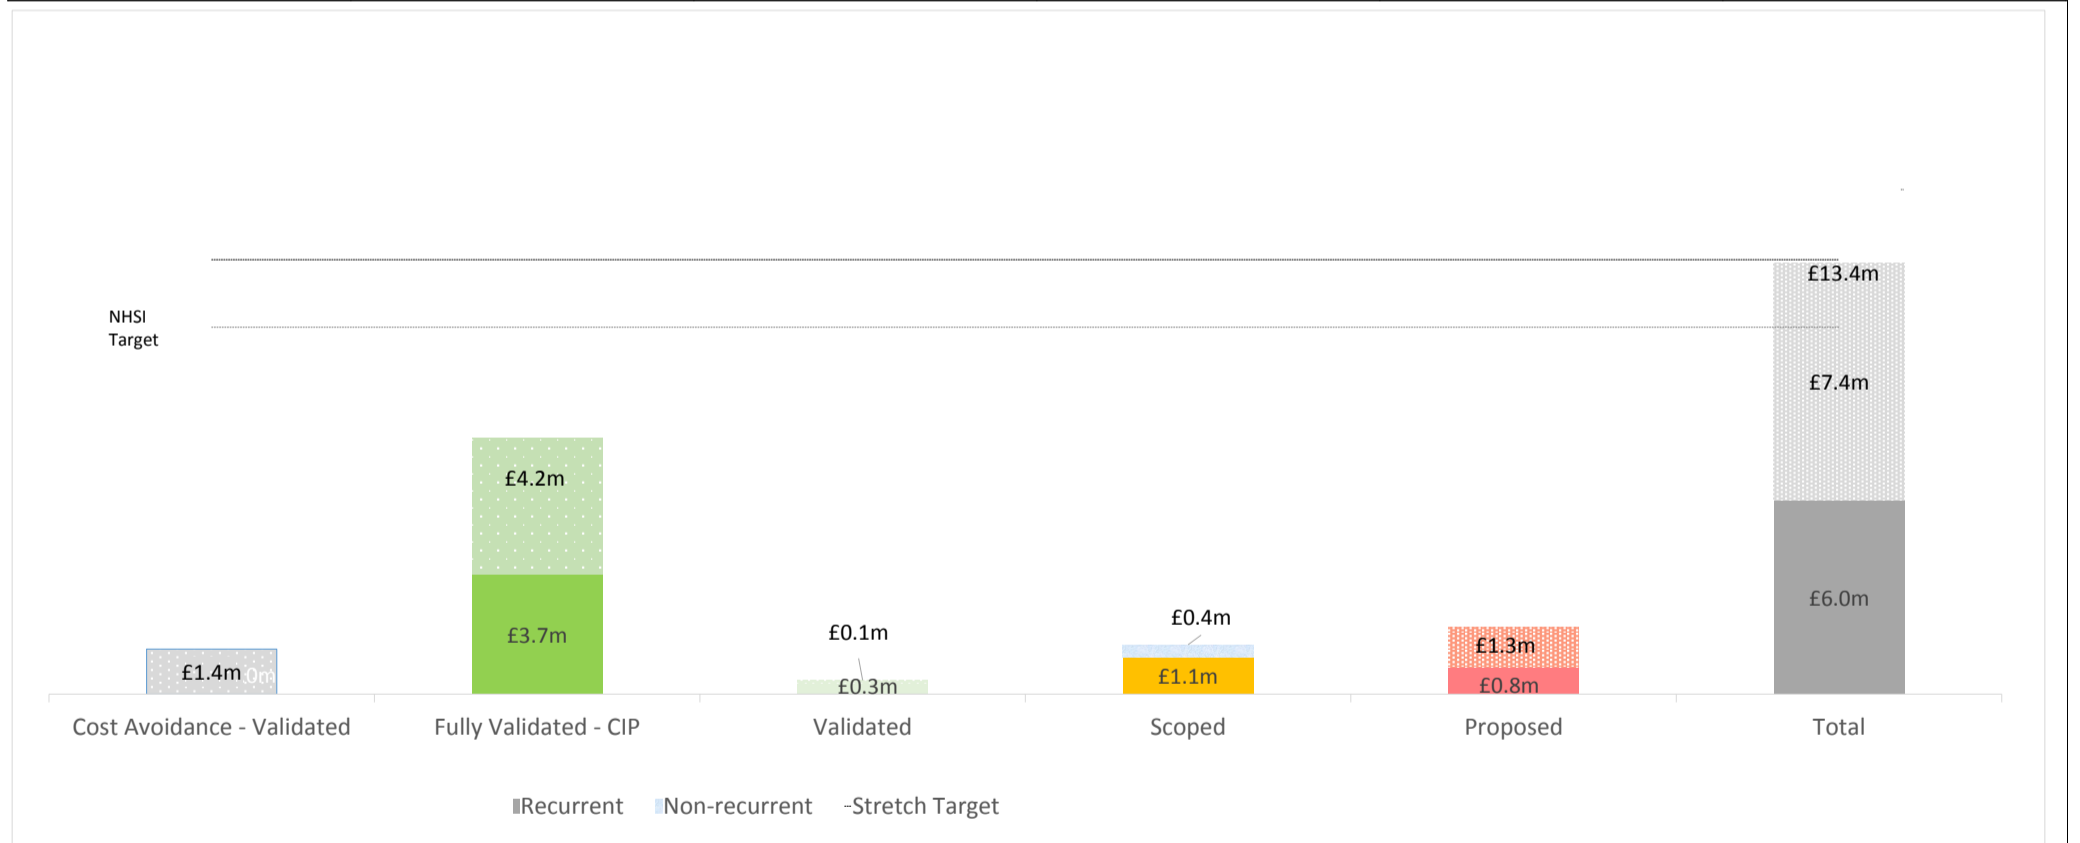 £13.4m
NHSI
Target
£7.4m
£4.2m
£6.0m
£0.4m
£0.1m
£3.7m
£1.3m
£1.4m
£1.1m
£0.3m
£0.8m
Cost Avoidance - Validated
Fully Validated - CIP
Validated
Scoped
Proposed
Total
Recurrent
Non-recurrent
Stretch Target